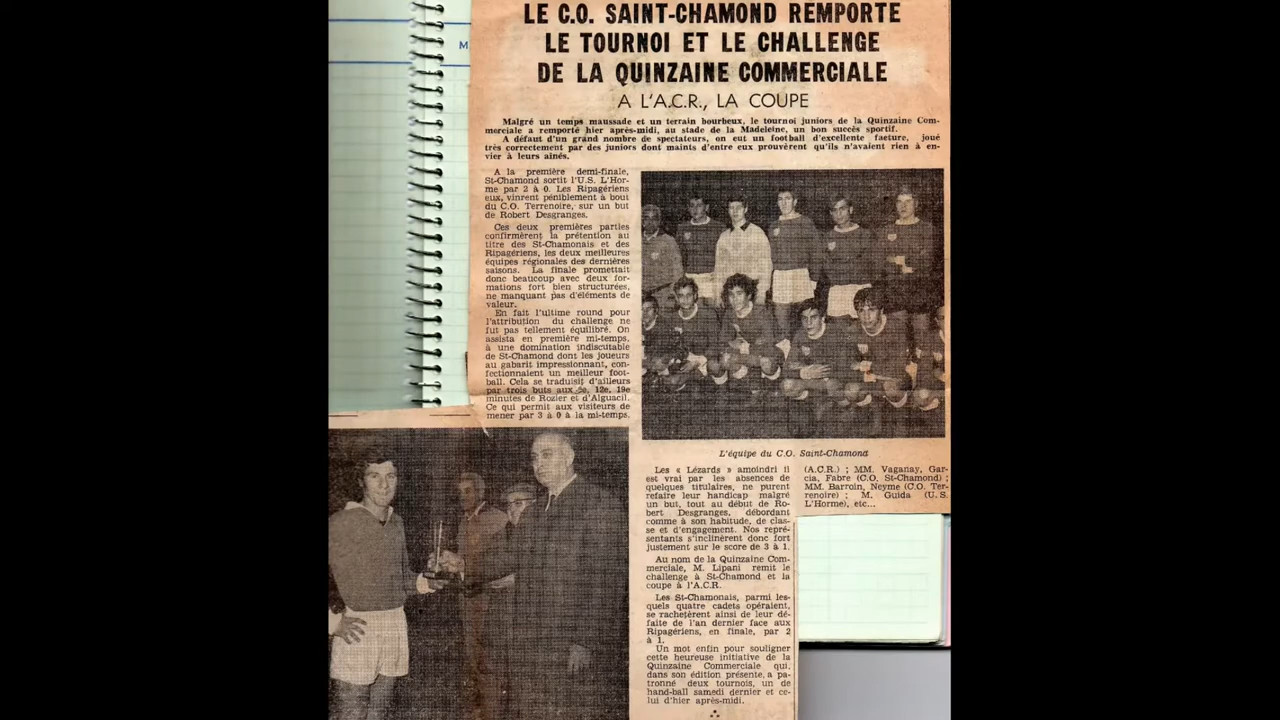 LE C.O. SAINT-CHAMOND REMPORTE
LE TOURNOI ET LE CHALLENGE
DE LA QUINZAINE COMMERCIALE
A L'A.C.R., LA COUPE
Malgré un temps maussade et un terrain bourbeux, le tournoi juniors de la Quinzaine Com-
merciale a remporté hier après-midi, au stade de la Madeleine, un bon succès sportif.
A défaut d'un grand nombre de spectateurs, on eut un football d'excellente facture, joué
très correctement par des juniors dont maints d'entre eux prouvèrent qu'ils n'avaient rien à en-
vier à leurs aînés.
A la première demi-finale,
St-Chamond sortit l'U.S. L'Hor-
me par 2 à 0. Les Ripagériens
eux, vinrent péniblement à bout
du C.O. Terrenoire, sur un but
de Robert Desgranges.
Ces deux premières parties
confirmèrent la prétention au
titre des St-Chamonais et des
Ripagériens, les deux meilleures
équipes régionales des dernières
saisons. La finale promettait
donc beaucoup avec deux for-
mations fort bien structurées,
ne manquant pas d'éléments de
valeur.
En fait l'ultime round pour
l'attribution du challenge ne
fut pas tellement équilibré. On
assista en première mi-temps,
à une domination indiscutable
de St-Chamond dont les joueurs
au gabarit impressionnant, con-
fectionnaient un meilleur foot-
ball. Cela se traduisit d'ailleurs
par trois buts aux 2e, 12e, 19e
minutes de Rozier et d'Alguacil.
Ce qui permit aux visiteurs de
mener par 3 à 0 à la mi-temps.
L'équipe du C.O. Saint-Chamond
Les « Lézards » amoindri il
est vrai par les absences de
quelques titulaires, ne purent
refaire leur handicap malgré
un but, tout au début de Ro-
bert Desgranges, débordant
comme à son habitude, de clas-
se et d'engagement. Nos repré-
sentants s'inclinèrent donc fort
justement sur le score de 3 à 1.
Au nom de la Quinzaine Com-
merciale, M. Lipani remit le
challenge à St-Chamond et la
coupe à l'A.C.R.
Les St-Chamonais, parmi les-
quels quatre cadets opéraient,
se rachetèrent ainsi de leur dé-
faite de l'an dernier face aux
Ripagériens, en finale, par 2
à 1.
Un mot enfin pour souligner
cette heureuse initiative de la
Quinzaine Commerciale qui,
dans son édition présente, a pa-
tronné deux tournois, un de
hand-ball samedi dernier et ce-
lui d'hier après-midi.
(A.C.R.) ; MM. Vaganay, Gar-
cia, Fabre (C.O. St-Chamond) ;
MM. Barroin, Neyme (C.O. Ter-
renoire) ; M. Guida (U.S.
L'Horme), etc...